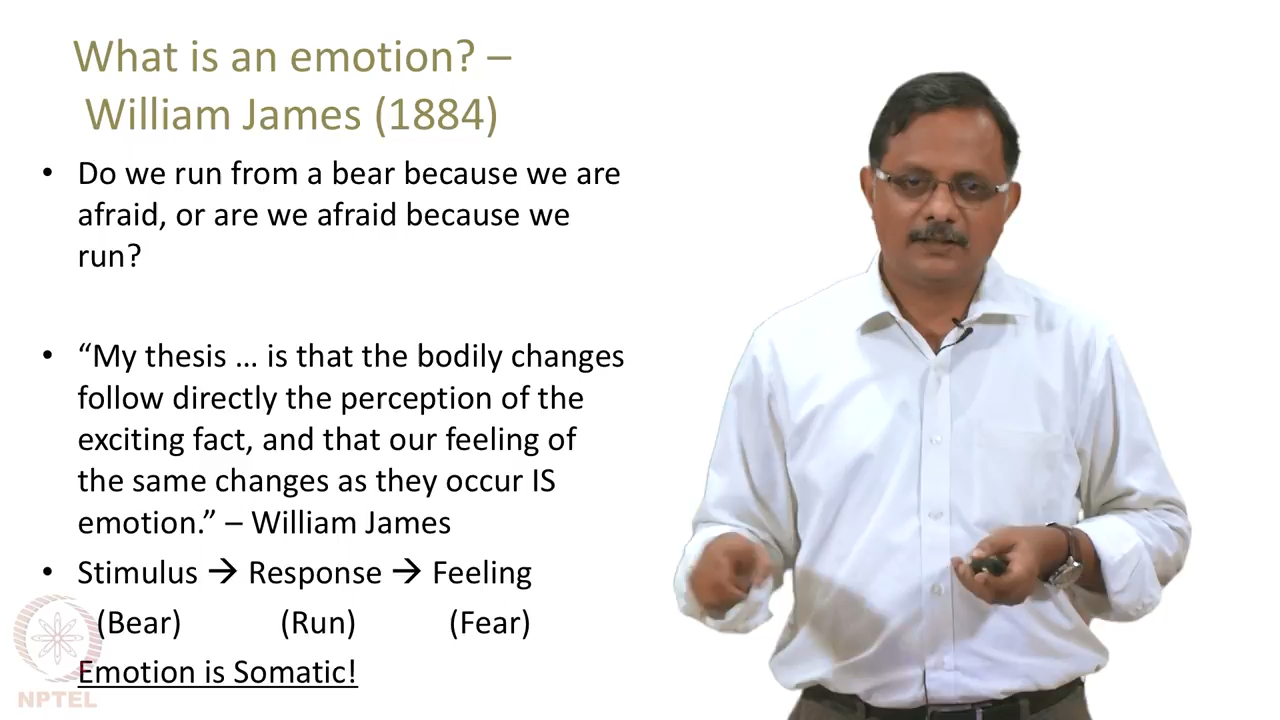 What is an emotion? –
William James (1884)
• Do we run from a bear because we are
afraid, or are we afraid because we
run?
• “My thesis ... is that the bodily changes
follow directly the perception of the
exciting fact, and that our feeling of
the same changes as they occur IS
emotion.” – William James
• Stimulus → Response → Feeling
(Bear) (Run) (Fear)
Emotion is Somatic!
NPTEL